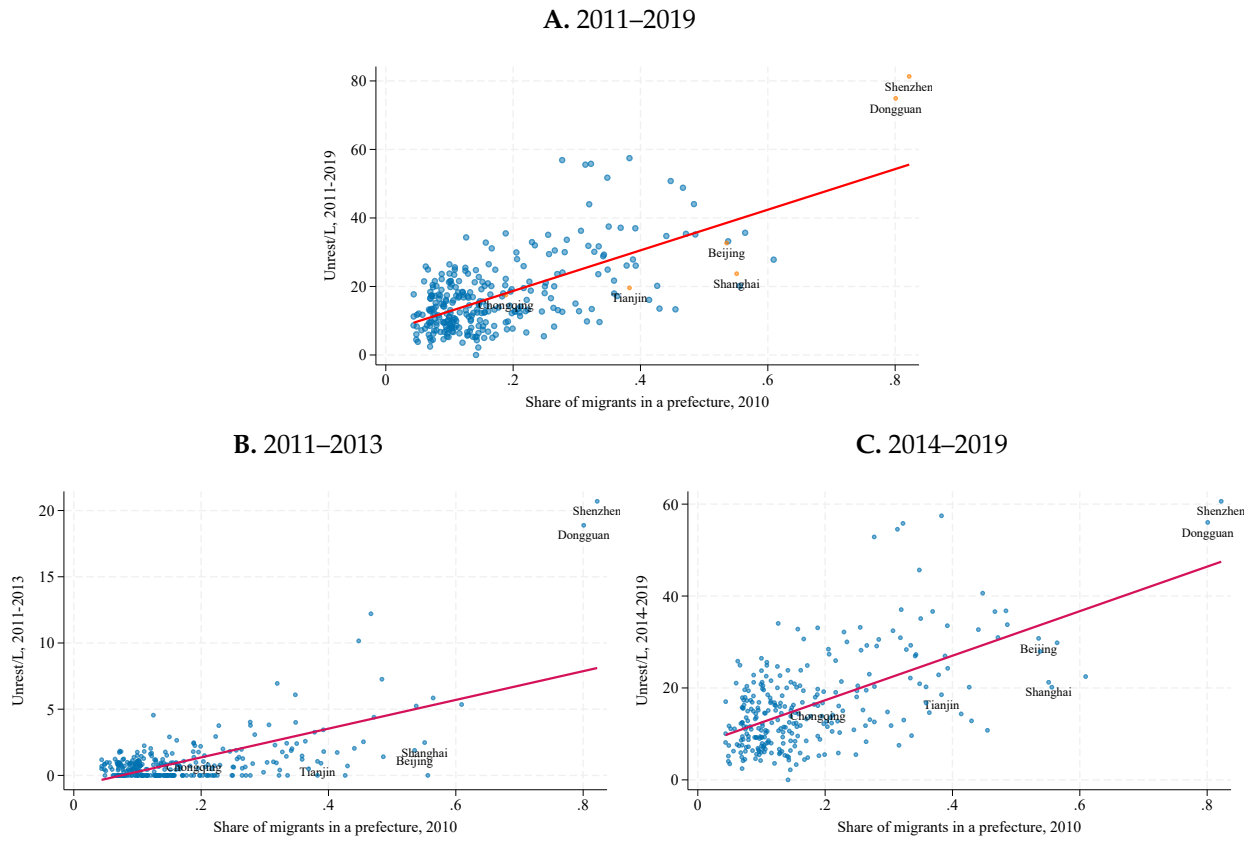 A. 2011–2019
Unrest/L, 2011-2019
80
60
40
20
0
Shenzhen
Dongguan
Beijing
Shanghai
Tianjin
Chongqing
0 .2 .4 .6 .8
Share of migrants in a prefecture, 2010
B. 2011–2013
Unrest/L, 2011-2013
20
15
10
5
0
Shenzhen
Dongguan
Shanghai
Beijing
Tianjin
Chongqing
0 .2 .4 .6 .8
Share of migrants in a prefecture, 2010
C. 2014–2019
Unrest/L, 2014-2019
60
40
20
0
Shenzhen
Dongguan
Beijing
Shanghai
Tianjin
Chongqing
0 .2 .4 .6 .8
Share of migrants in a prefecture, 2010